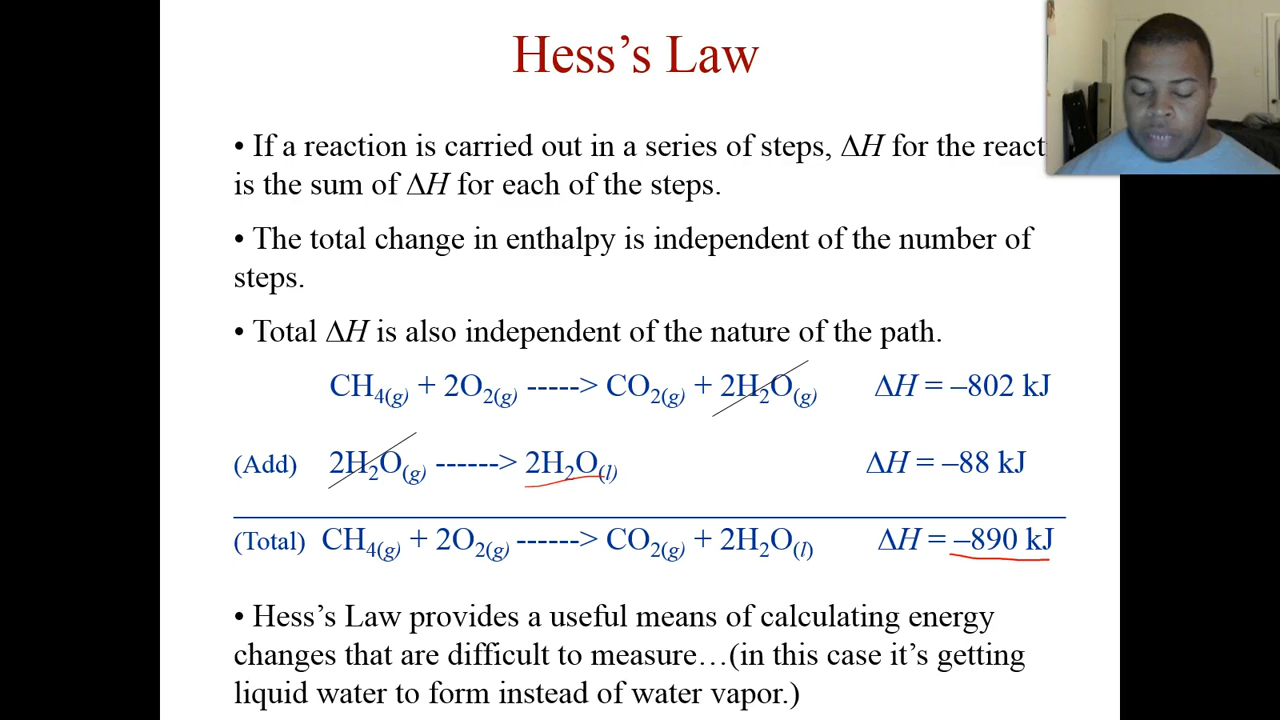 Hess’s Law
• If a reaction is carried out in a series of steps, ΔH for the react
is the sum of ΔH for each of the steps.
• The total change in enthalpy is independent of the number of
steps.
• Total ΔH is also independent of the nature of the path.
CH₄(g) + 2O₂(g) -----> CO₂(g) + 2H₂O(g) ΔH = –802 kJ
(Add) 2H₂O(g) ------> 2H₂O(l) ΔH = –88 kJ
(Total) CH₄(g) + 2O₂(g) ------> CO₂(g) + 2H₂O(l) ΔH = –890 kJ
• Hess’s Law provides a useful means of calculating energy
changes that are difficult to measure…(in this case it’s getting
liquid water to form instead of water vapor.)